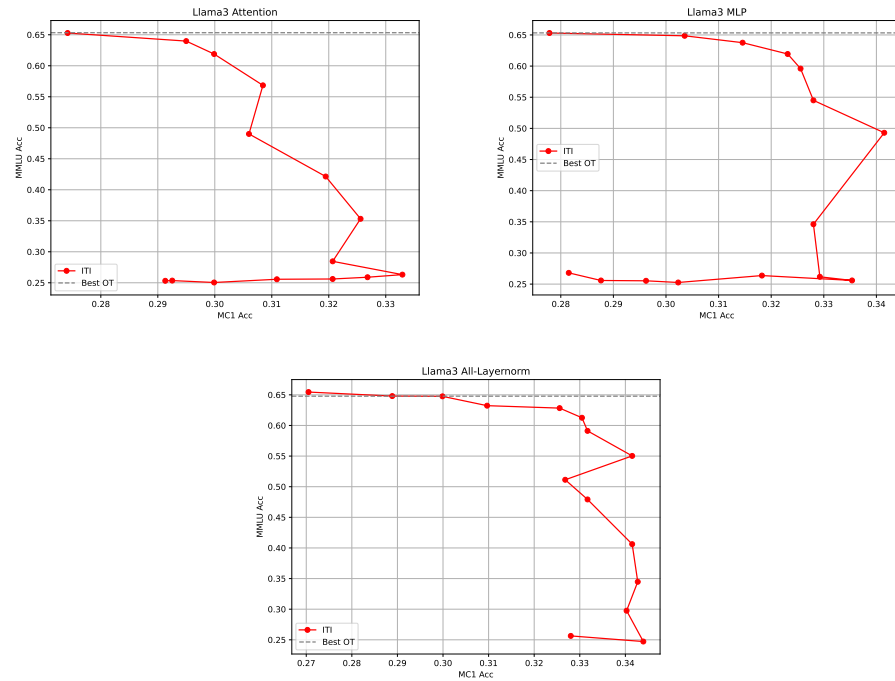 Llama3 Attention
MMLU Acc
0.65
0.60
0.55
0.50
0.45
0.40
0.35
0.30
0.25
ITI
Best OT
0.28 0.29 0.30 0.31 0.32 0.33
MC1 Acc
Llama3 MLP
MMLU Acc
0.65
0.60
0.55
0.50
0.45
0.40
0.35
0.30
0.25
ITI
Best OT
0.28 0.29 0.30 0.31 0.32 0.33 0.34
MC1 Acc
Llama3 All-Layernorm
MMLU Acc
0.65
0.60
0.55
0.50
0.45
0.40
0.35
0.30
0.25
ITI
Best OT
0.27 0.28 0.29 0.30 0.31 0.32 0.33 0.34
MC1 Acc